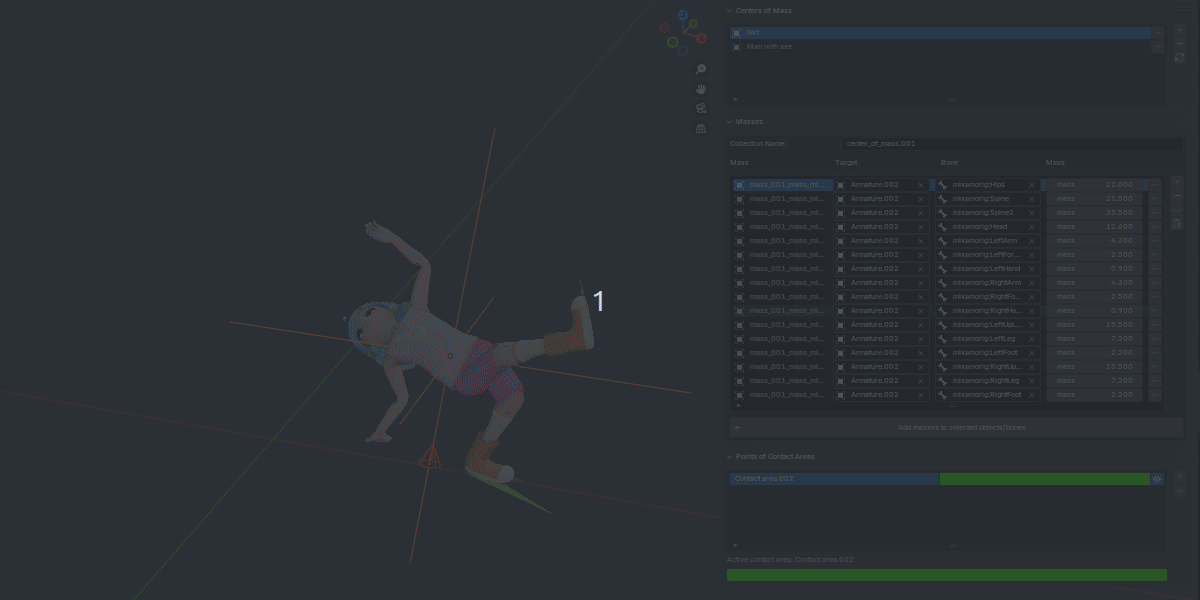 Centers of Mass
Girl
Man with axe
Masses
Collection Name: center_of_mass.001
Mass Target Bone Mass
mass_001_mass_mi... Armature.002 mixamorig:Hips mass 12.000
mass_001_mass_mi... Armature.002 mixamorig:Spine mass 21.500
mass_001_mass_mi... Armature.002 mixamorig:Spine2 mass 33.500
mass_001_mass_mi... Armature.002 mixamorig:Head mass 12.600
mass_001_mass_mi... Armature.002 mixamorig:LeftArm mass 4.300
mass_001_mass_mi... Armature.002 mixamorig:LeftFor... mass 2.500
mass_001_mass_mi... Armature.002 mixamorig:LeftHand mass 0.900
mass_001_mass_mi... Armature.002 mixamorig:RightArm mass 4.300
mass_001_mass_mi... Armature.002 mixamorig:RightFo... mass 2.500
mass_001_mass_mi... Armature.002 mixamorig:RightHa... mass 0.900
mass_001_mass_mi... Armature.002 mixamorig:LeftUpL... mass 15.500
mass_001_mass_mi... Armature.002 mixamorig:LeftLeg mass 7.200
mass_001_mass_mi... Armature.002 mixamorig:LeftFoot mass 2.200
mass_001_mass_mi... Armature.002 mixamorig:RightUp... mass 15.500
mass_001_mass_mi... Armature.002 mixamorig:RightLeg mass 7.200
mass_001_mass_mi... Armature.002 mixamorig:RightFoot mass 2.200
Add masses to selected objects/bones
Points of Contact Areas
Contact area.002
Active contact area: Contact area.002
1